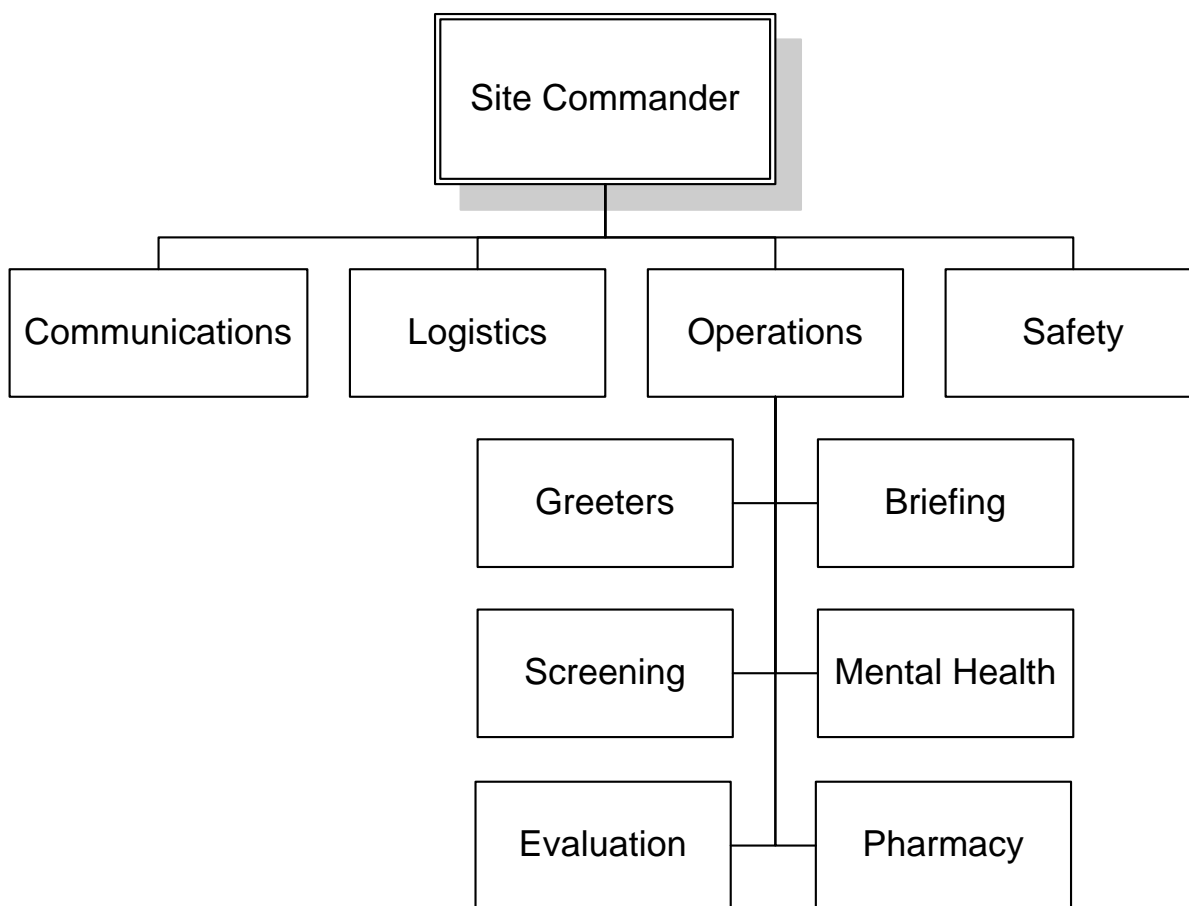 Site Commander
Communications
Logistics
Operations
Safety
Greeters
Briefing
Screening
Mental Health
Evaluation
Pharmacy